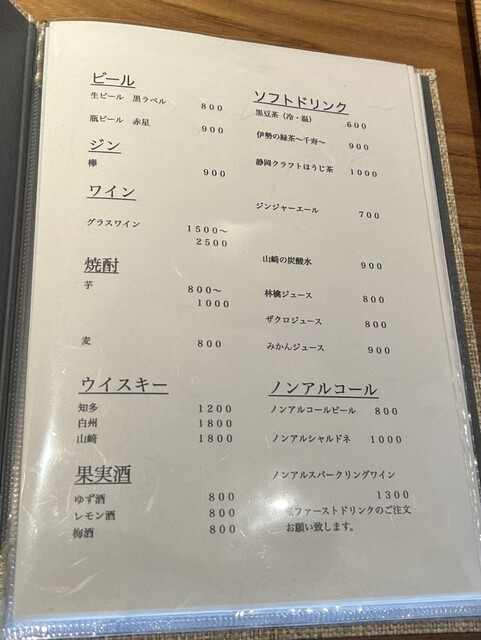 ビール
生ビール 黒ラベル 800
瓶ビール 赤星 900
ジン
欅 900
ワイン
グラスワイン 1500〜
2500
焼酎
芋 800〜
1000
麦 800
ウイスキー
知多 1200
白州 1800
山崎 1800
果実酒
ゆず酒 800
レモン酒 800
梅酒 800
ソフトドリンク
黒豆茶（冷・温） 600
伊勢の緑茶〜千寿〜 900
静岡クラフトほうじ茶 1000
ジンジャーエール 700
山崎の炭酸水 900
林檎ジュース 800
ザクロジュース 800
みかんジュース 900
ノンアルコール
ノンアルコールビール 800
ノンアルシャルドネ 1000
ノンアルスパークリングワイン
1300
※ファーストドリンクのご注文
お願い致します。